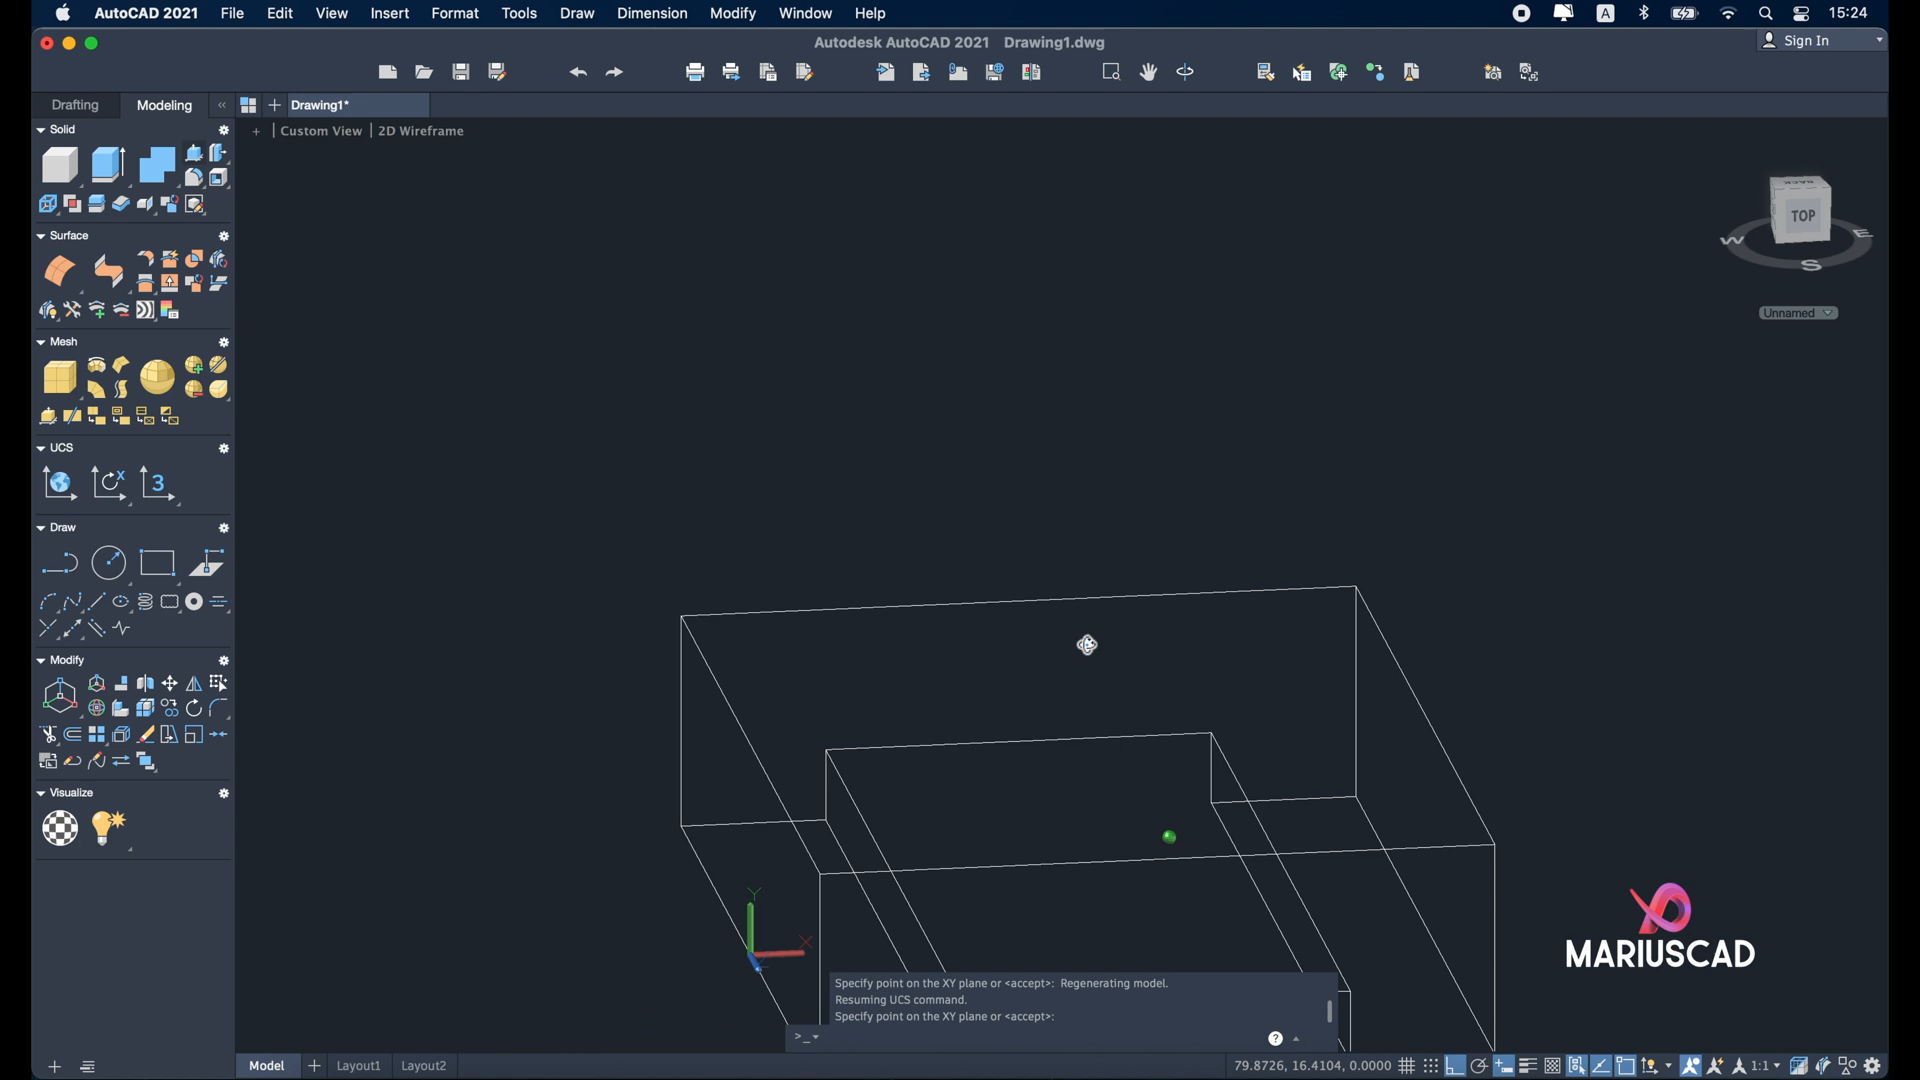 AutoCAD 2021 File Edit View Insert Format Tools Draw Dimension Modify Window Help A 15:24
Autodesk AutoCAD 2021 Drawing1.dwg Sign In
Drafting Modeling « Drawing1*
Solid
+ | Custom View | 2D Wireframe
BACK
TOP
W E
S
Surface
Unnamed
Mesh
UCS
X 3
Draw
Modify
Visualize
Y
X
MARIUSCAD
Specify point on the XY plane or <accept>: Regenerating model.
Resuming UCS command.
Specify point on the XY plane or <accept>:
>_ ?
Model + Layout1 Layout2 79.8726, 16.4104, 0.0000 1:1